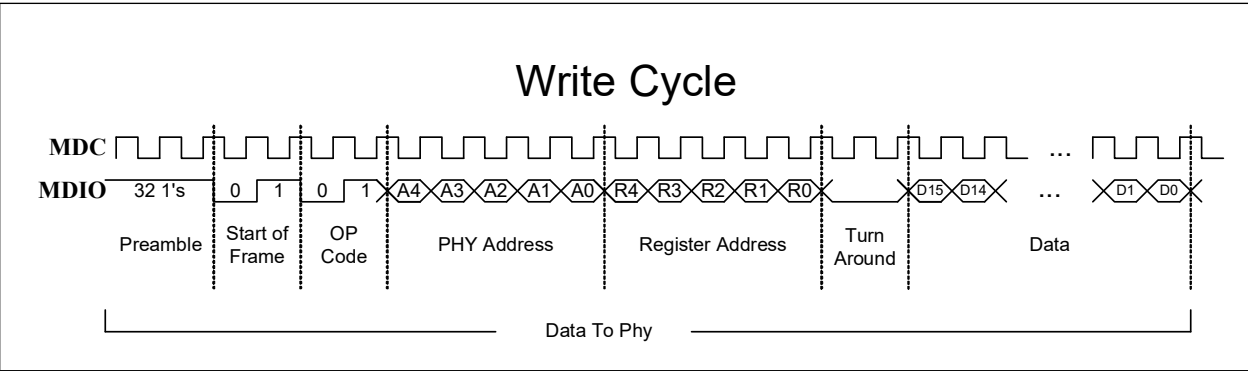 Write Cycle
MDC ...
MDIO 32 1's 0 1 0 1 A4 A3 A2 A1 A0 R4 R3 R2 R1 R0 D15 D14 ... D1 D0
Preamble
Start of
Frame
OP
Code
PHY Address
Register Address
Turn
Around
Data
Data To Phy